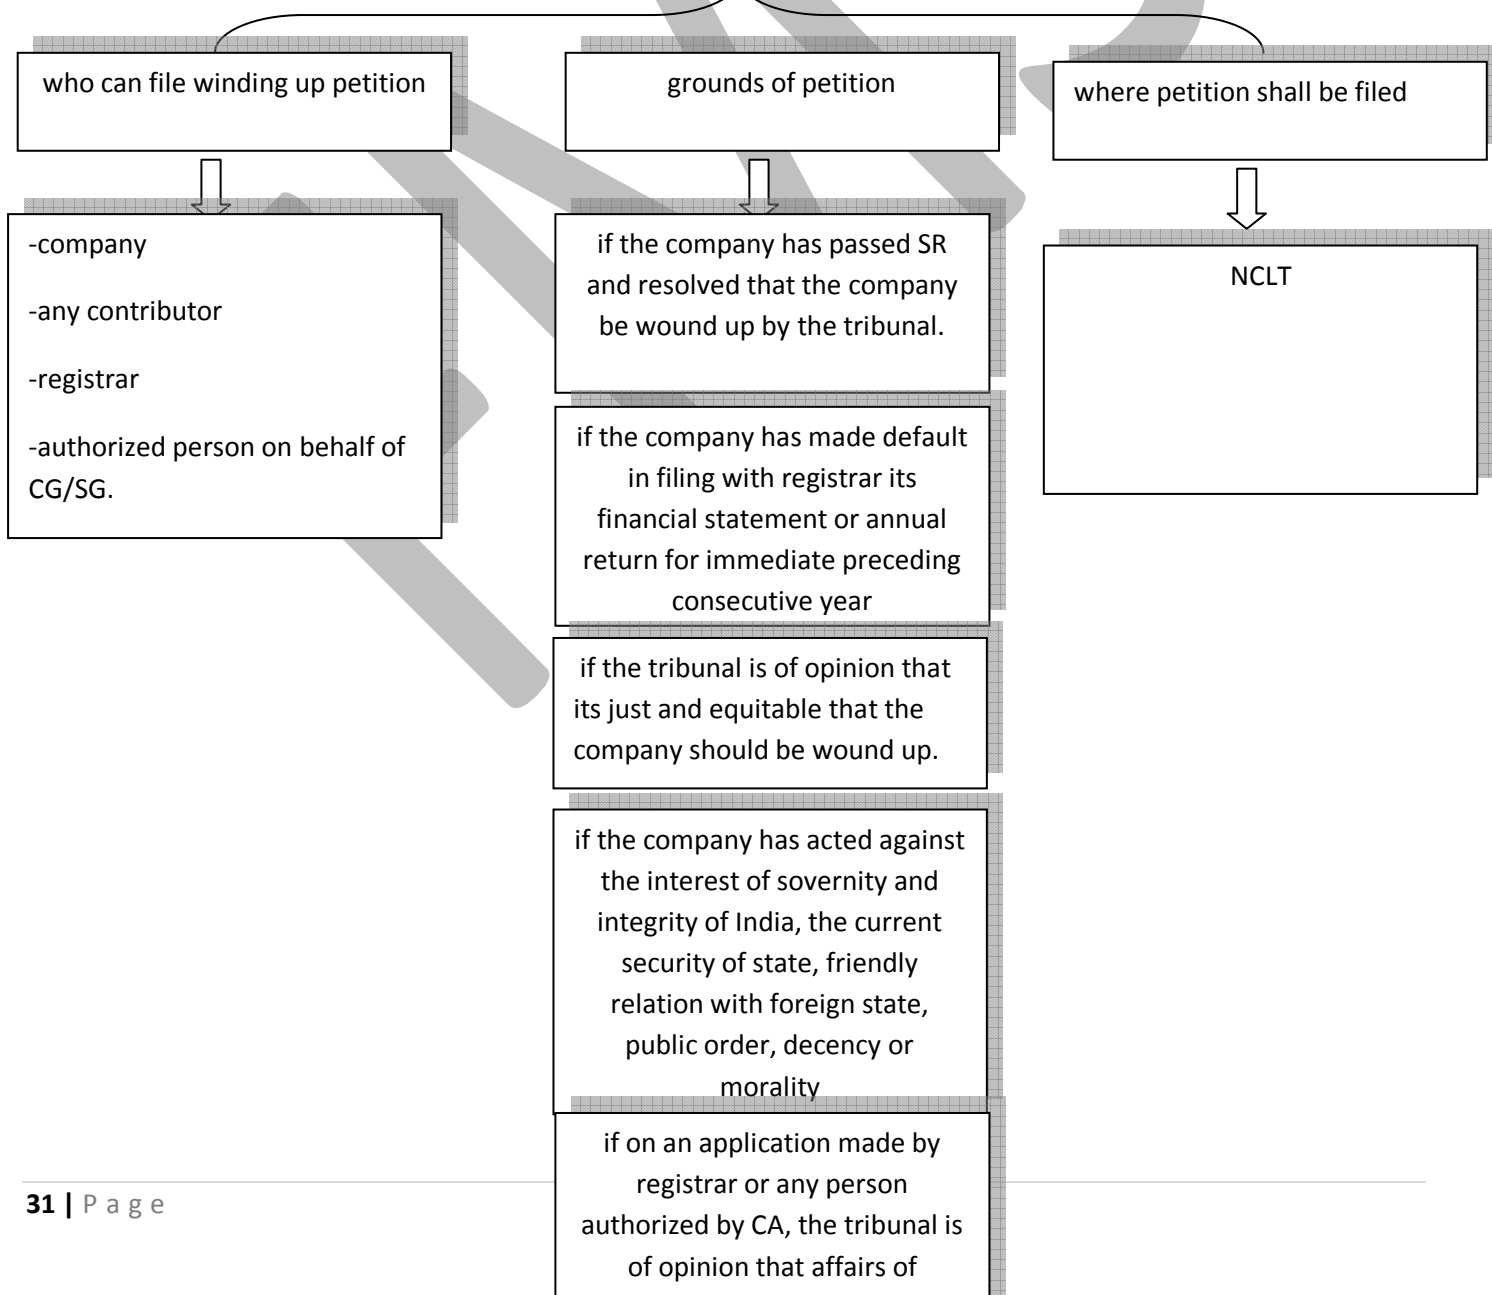 who can file winding up petition
grounds of petition
where petition shall be filed
-company
-any contributor
-registrar
-authorized person on behalf of
CG/SG.
if the company has passed SR
and resolved that the company
be wound up by the tribunal.
if the company has made default
in filing with registrar its
financial statement or annual
return for immediate preceding
consecutive year
if the tribunal is of opinion that
its just and equitable that the
company should be wound up.
if the company has acted against
the interest of sovernity and
integrity of India, the current
security of state, friendly
relation with foreign state,
public order, decency or
morality
if on an application made by
registrar or any person
authorized by CA, the tribunal is
of opinion that affairs of
NCLT
31 | Page